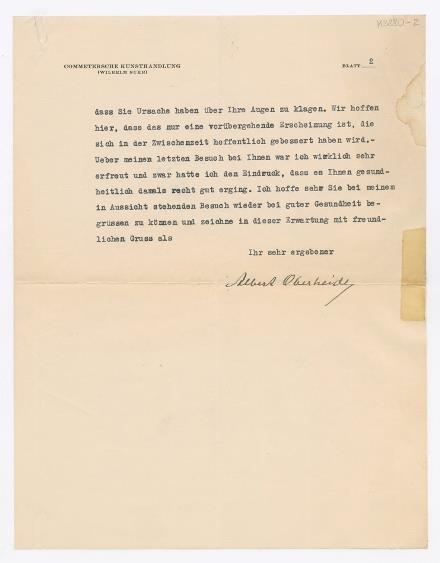 M3280-2
COMMETERSCHE KUNSTHANDLUNG
(WILHELM SUHR)
BLATT 2
dass Sie Ursache haben über Ihre Augen zu klagen. Wir hoffen
hier, dass das nur eine vorübergehende Erscheinung ist, die
sich in der Zwischenzeit hoffentlich gebessert haben wird.-
Ueber meinen letzten Besuch bei Ihnen war ich wirklich sehr
erfreut und zwar hatte ich den Eindruck, dass es Ihnen gesund-
heitlich damals recht gut erging. Ich hoffe sehr Sie bei meinem
in Aussicht stehenden Besuch wieder bei guter Gesundheit be-
grüssen zu können und zeichne in dieser Erwartung mit freund-
lichen Gruss als
Ihr sehr ergebener
Albert Oberheide